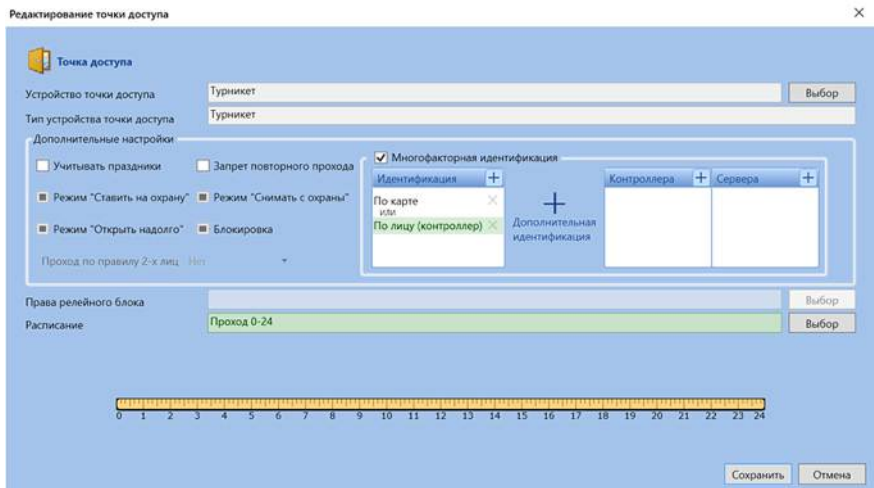 Редактирование точки доступа
Точка доступа
Устройство точки доступа Турникет Выбор
Тип устройства точки доступа Турникет
Дополнительные настройки
Многофакторная идентификация
Учитывать праздники Запрет повторного прохода
Идентификация + Контроллера + Сервера +
Режим "Ставить на охрану" Режим "Снимать с охраны"
По карте
или
По лицу (контроллер)
Дополнительная
идентификация
Режим "Открыть надолго" Блокировка
Проход по правилу 2-х лиц Нет
Права релейного блока Выбор
Расписание Проход 0-24 Выбор
0 1 2 3 4 5 6 7 8 9 10 11 12 13 14 15 16 17 18 19 20 21 22 23 24
Сохранить Отмена